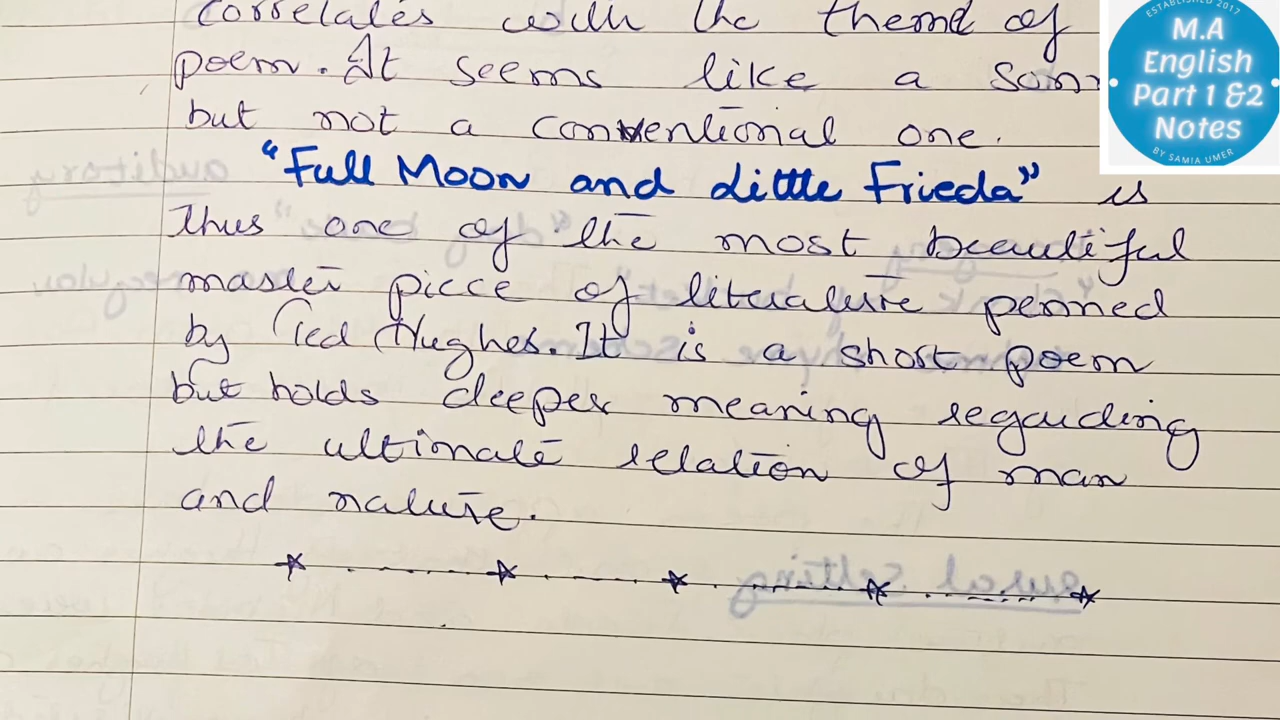 correlates with the theme of
poem. It seems like a
but not a conventional one.
"Full Moon and Little Frieda" is
thus one of the most beautiful
master piece of literature penned
by Ted Hughes. It is a short poem
but holds deeper meaning regarding
the ultimate relation of man
and nature.
ESTABLISHED 2017
M.A
English
Part 1 &2
Notes
BY SAMIA UMER
auditory
rural setting